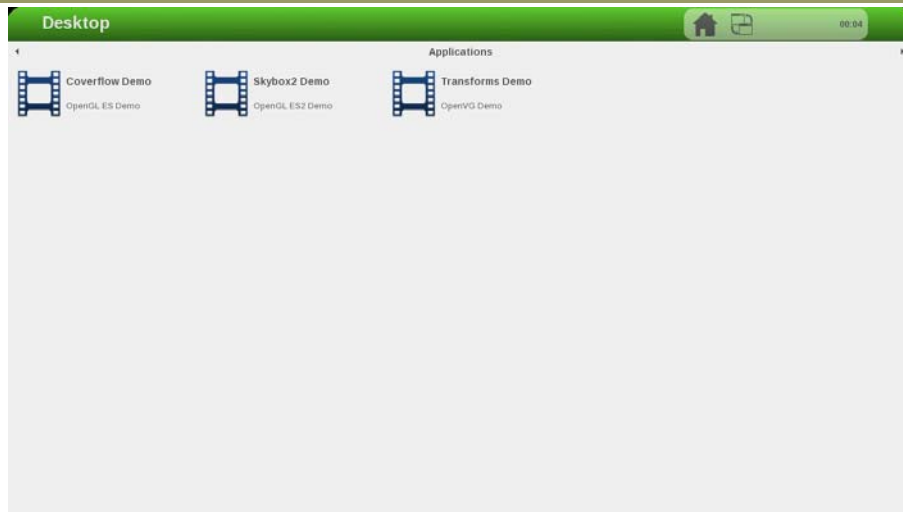 Desktop
00:04
Applications
Coverflow Demo
OpenGL ES Demo
Skybox2 Demo
OpenGL ES2 Demo
Transforms Demo
OpenVG Demo